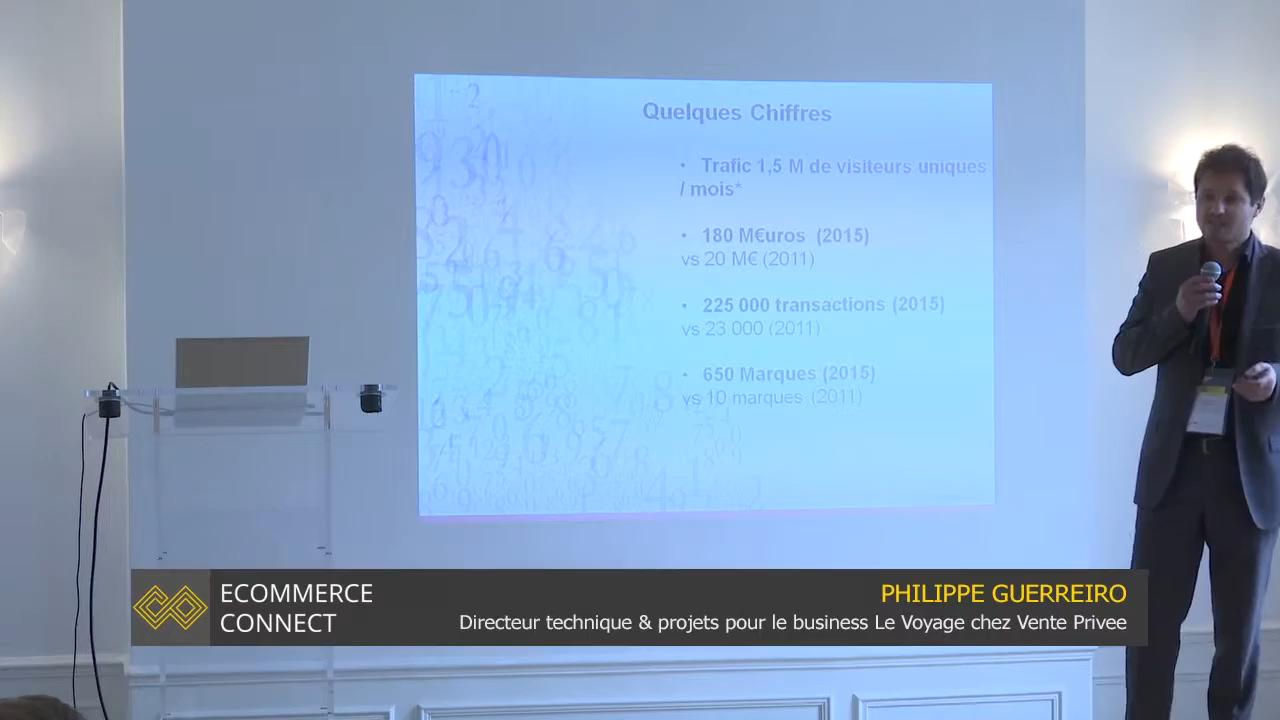 Quelques Chiffres
• Trafic 1,5 M de visiteurs uniques
/ mois*
• 180 M€uros (2015)
vs 20 M€ (2011)
• 225 000 transactions (2015)
vs 23 000 (2011)
• 650 Marques (2015)
vs 10 marques (2011)
ECOMMERCE
CONNECT
PHILIPPE GUERREIRO
Directeur technique & projets pour le business Le Voyage chez Vente Privee